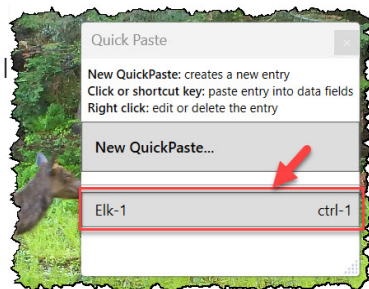 Quick Paste
New QuickPaste: creates a new entry
Click or shortcut key: paste entry into data fields
Right click: edit or delete the entry
New QuickPaste...
Elk-1 ctrl-1